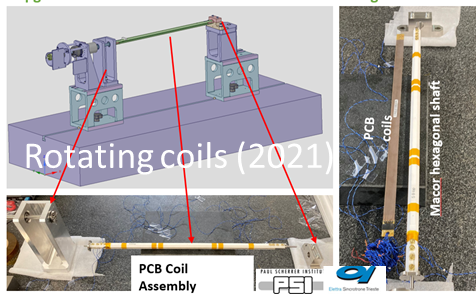 Rotating coils (2021)
PCB
coils
Macor hexagonal shaft
PCB Coil
Assembly
PAUL SCHERRER INSTITUT
PSI
Elettra Sincrotrone Trieste